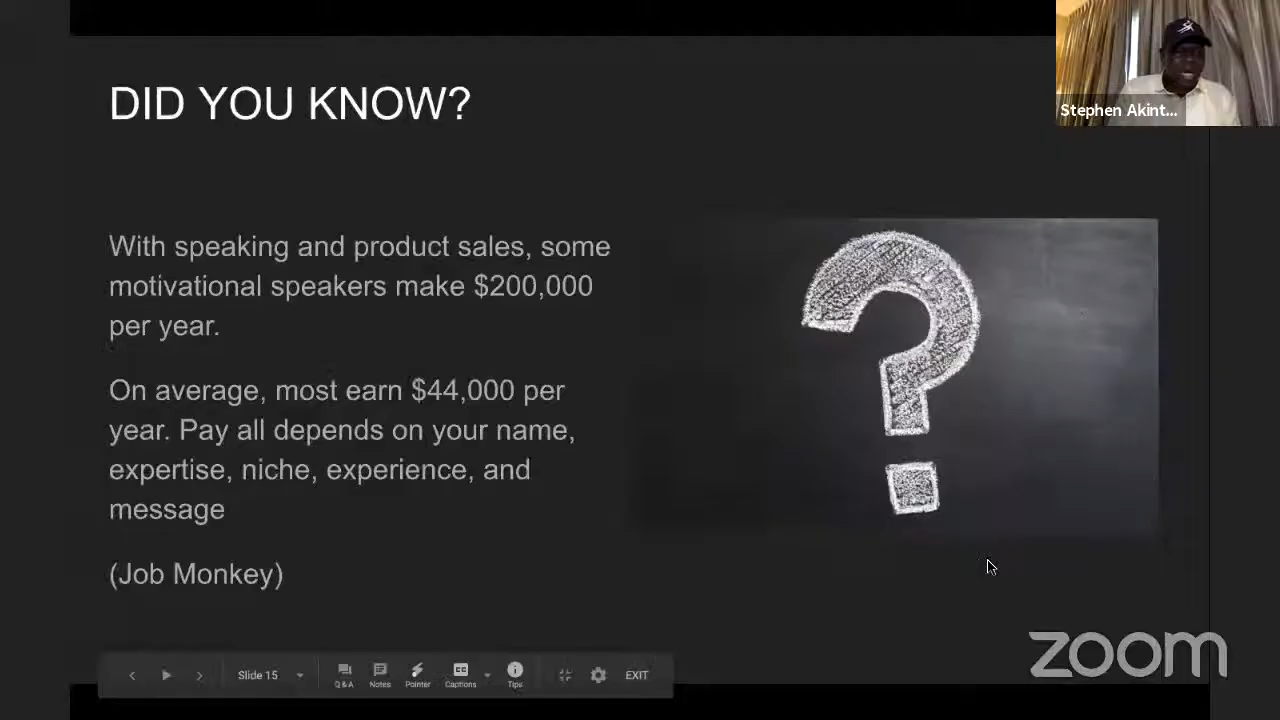 DID YOU KNOW?
Stephen Akint...
With speaking and product sales, some
motivational speakers make $200,000
per year.
On average, most earn $44,000 per
year. Pay all depends on your name,
expertise, niche, experience, and
message
(Job Monkey)
zoom
Slide 15
Q&A
Notes
Pointer
Captions
Tips
EXIT
CC